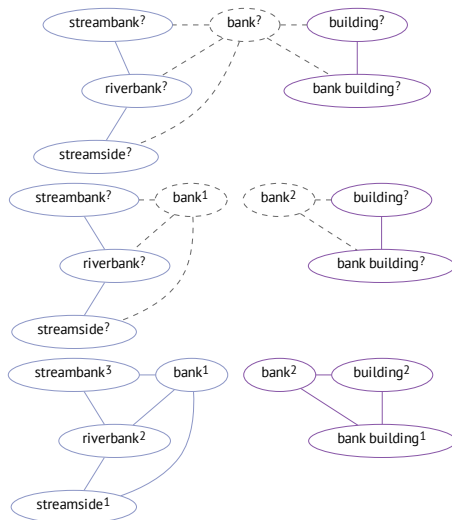 streambank? bank? building?
riverbank? bank building?
streamside?
streambank? bank1 bank2 building?
riverbank? bank building?
streamside?
streambank3 bank1 bank2 building2
riverbank2 bank building1
streamside1